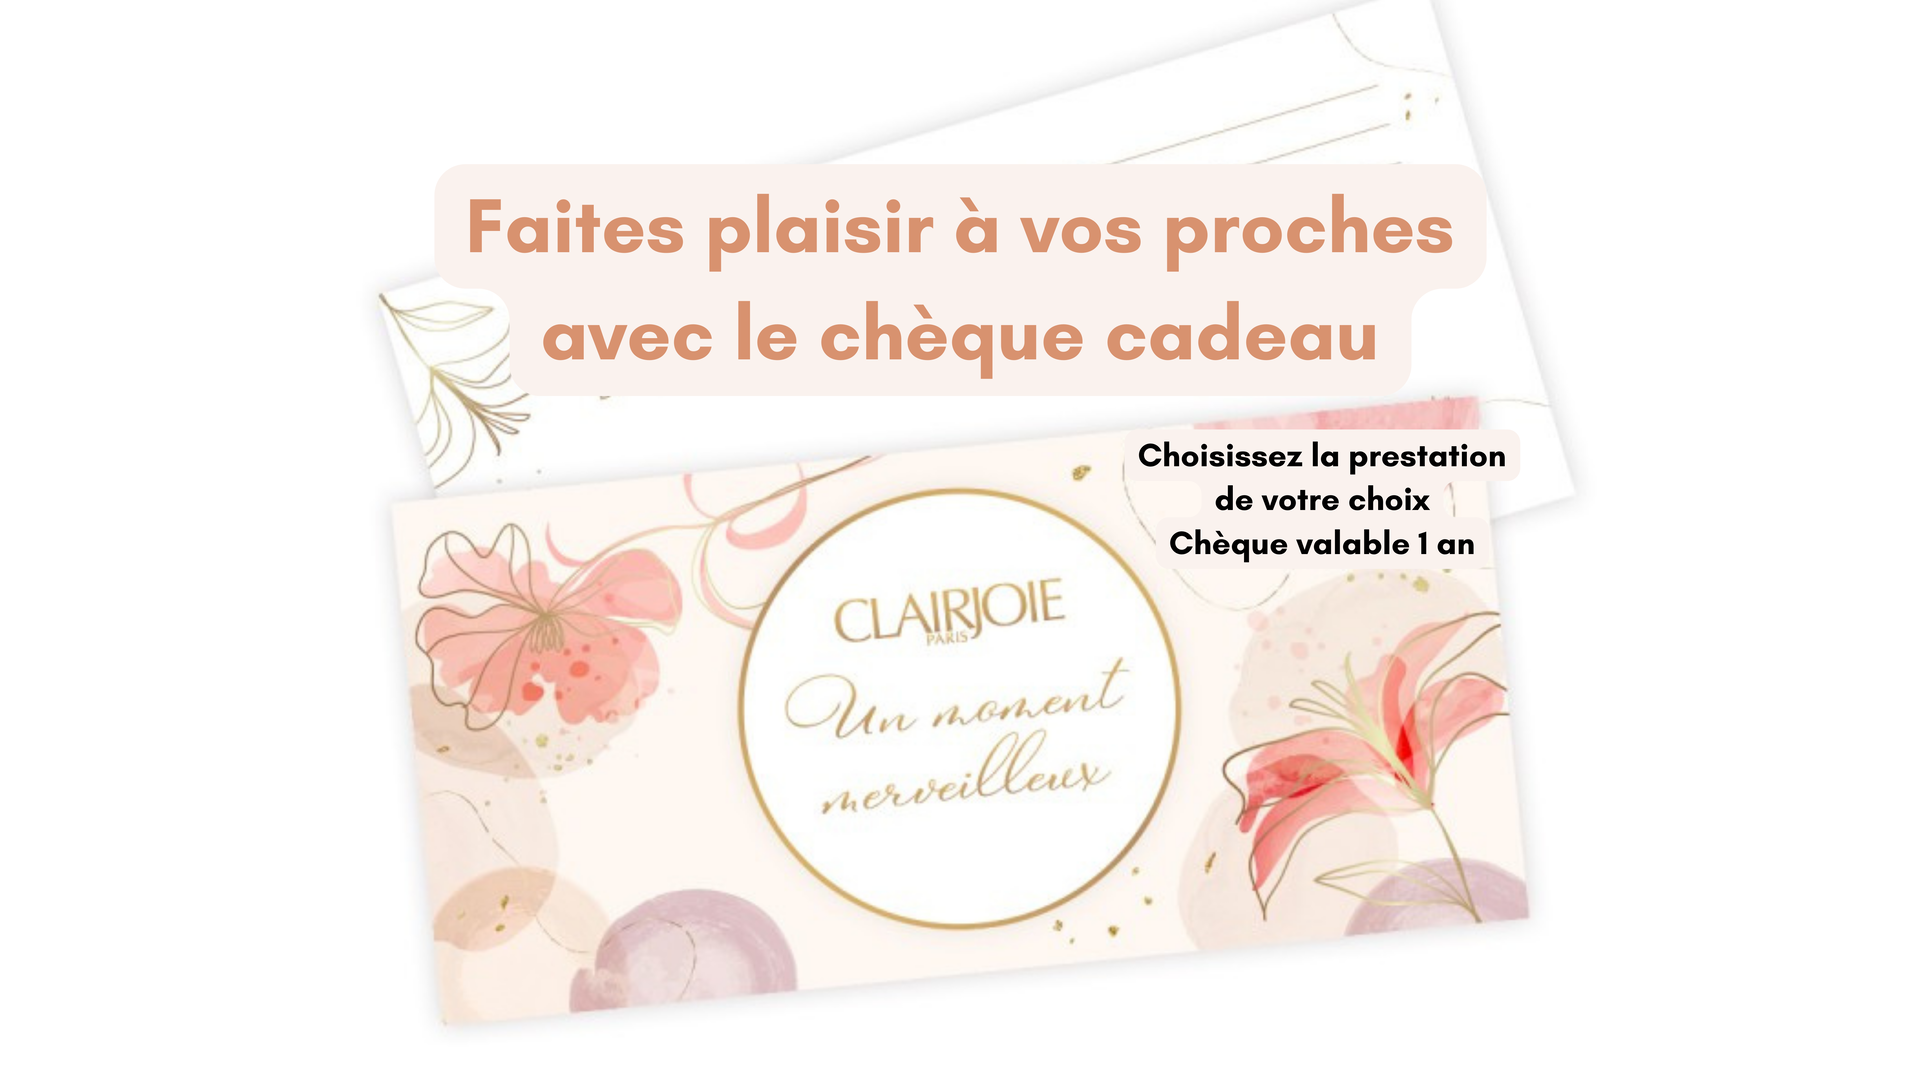 Faites plaisir à vos proches
avec le chèque cadeau
Choisissez la prestation
de votre choix
Chèque valable 1 an
CLAIRJOIE
PARIS
Un moment
merveilleux